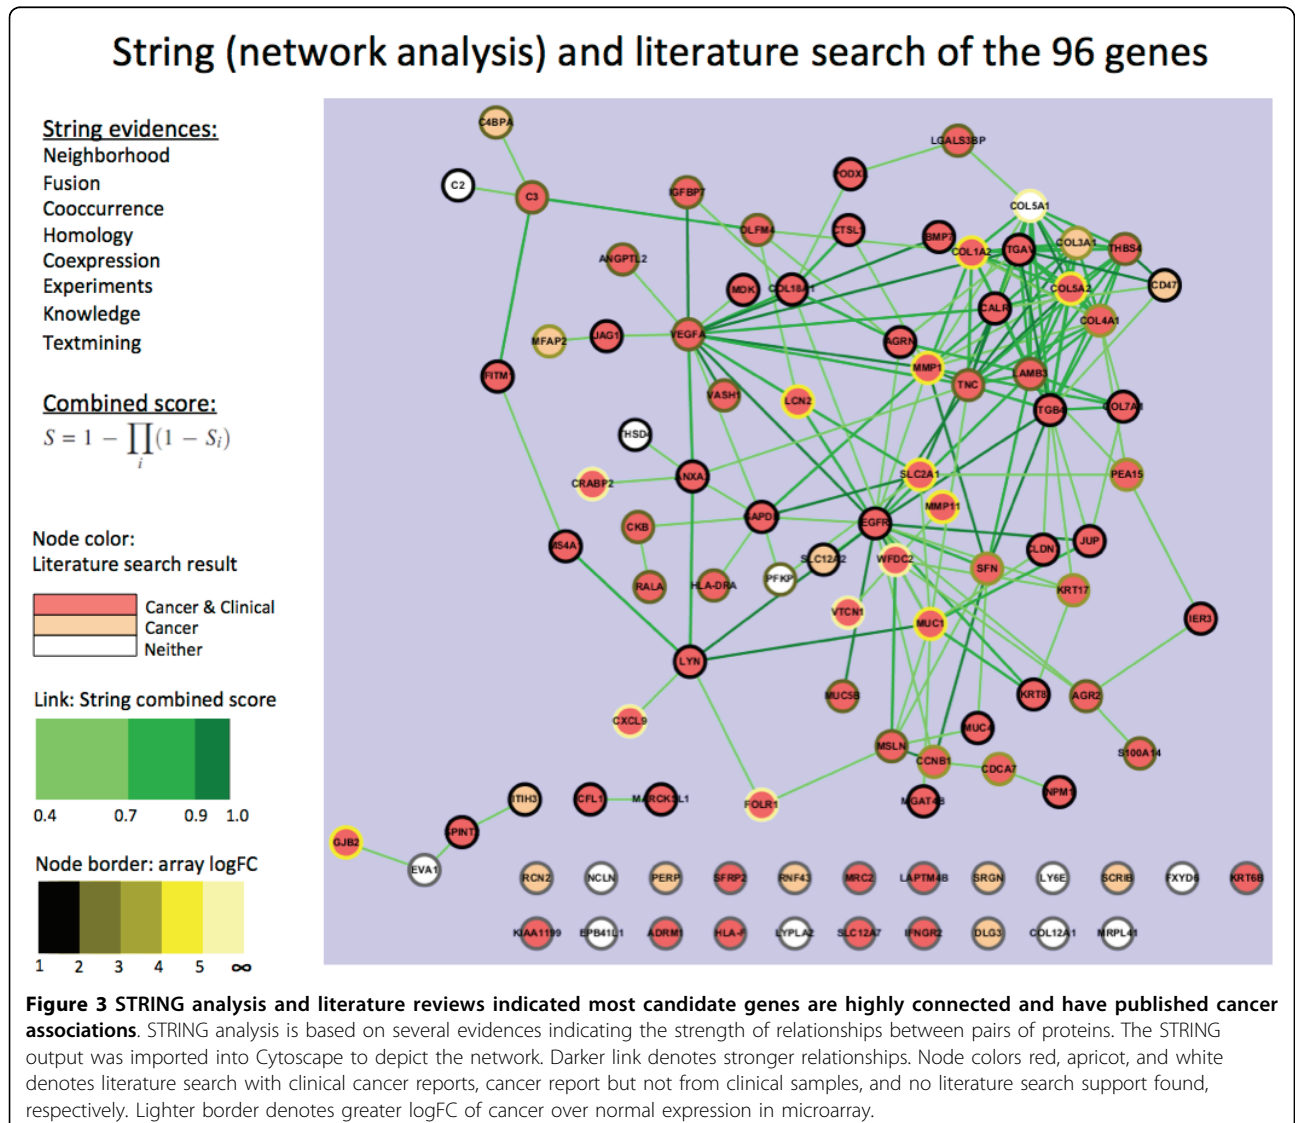 String (network analysis) and literature search of the 96 genes
String evidences:
Neighborhood
Fusion
Cooccurrence
Homology
Coexpression
Experiments
Knowledge
Textmining
Combined score:
S = 1 − ∏(1 − Si)
i
Node color:
Literature search result
Cancer & Clinical
Cancer
Neither
Link: String combined score
0.4 0.7 0.9 1.0
Node border: array logFC
1 2 3 4 5 ∞
C4BPA
LGALS3BP
PODX
C2
C3
IGFBP7
COL5A1
OLFM4
CTSL1
BMP7
COL1A2
TGAV
COL3A1
THBS4
ANGPTL2
MDK
COL18A1
COL5A2
CD47
CALR
COL4A1
MFAP2
JAG1
VEGFA
AGRN
MMP1
TNC
LAMB3
FITM1
VASH1
LCN2
TGB4
COL7A1
THSD4
CRABP2
ANXA
SLC2A1
PEA15
MMP11
CKB
GAPD
EGFR
MS4A
SLC12A2
CLDN
JUP
RALA
HLA-DRA
PFKP
WFDC2
SFN
KRT17
VTCN1
MUC1
IER3
LYN
MUC5B
KRT8
AGR2
CXCL9
MSLN
MUC4
CCNB1
CDCA7
S100A14
ITIH3
CFL1
MARCKSL1
FOLR1
MGAT4B
NPM1
GJB2
SPINT
EVA1
RCN2 NCLN PERP SFRP2 RNF43 MRC2 LAPTM4B SRGN LY6E SCRIB FXYD6 KRT6B
KIAA1199 EPB41L1 ADRM1 HLA-F LYPLA2 SLC12A7 IFNGR2 DLG3 COL12A1 MRPL41
Figure 3 STRING analysis and literature reviews indicated most candidate genes are highly connected and have published cancer
associations. STRING analysis is based on several evidences indicating the strength of relationships between pairs of proteins. The STRING
output was imported into Cytoscape to depict the network. Darker link denotes stronger relationships. Node colors red, apricot, and white
denotes literature search with clinical cancer reports, cancer report but not from clinical samples, and no literature search support found,
respectively. Lighter border denotes greater logFC of cancer over normal expression in microarray.